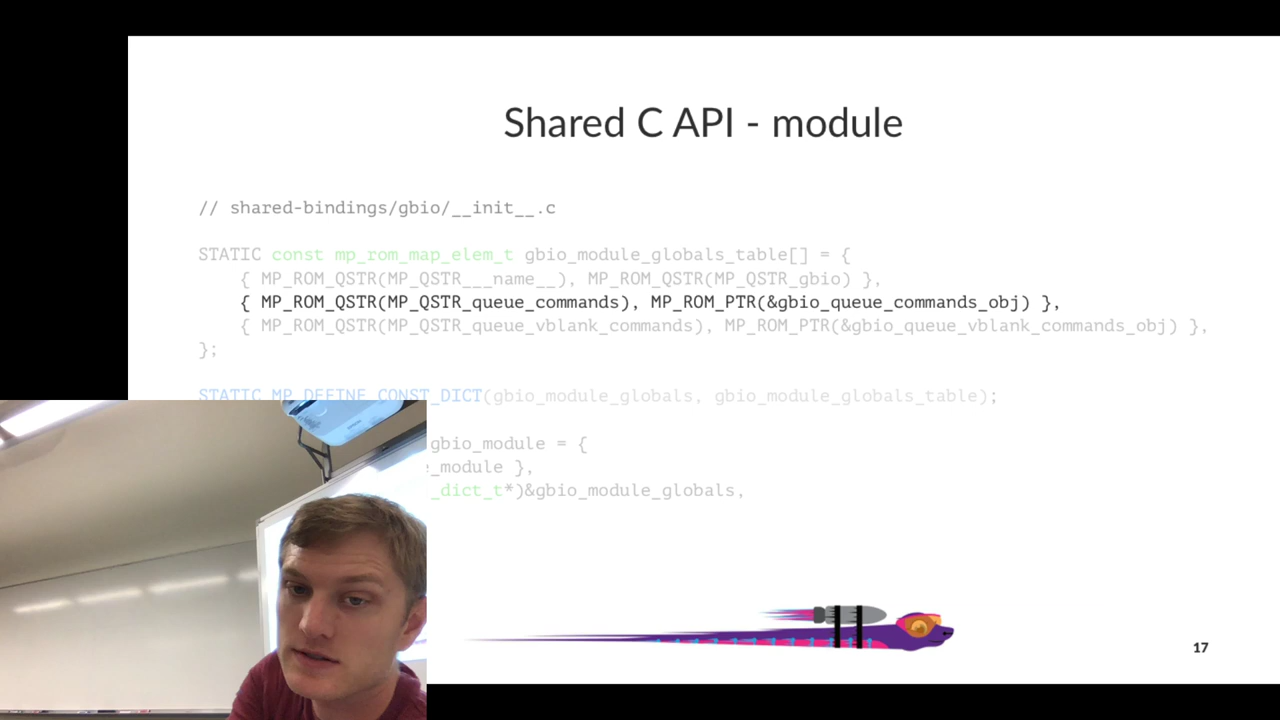 Shared C API - module
// shared-bindings/gbio/__init__.c
STATIC const mp_rom_map_elem_t gbio_module_globals_table[] = {
{ MP_ROM_QSTR(MP_QSTR___name__), MP_ROM_QSTR(MP_QSTR_gbio) },
{ MP_ROM_QSTR(MP_QSTR_queue_commands), MP_ROM_PTR(&gbio_queue_commands_obj) },
{ MP_ROM_QSTR(MP_QSTR_queue_vblank_commands), MP_ROM_PTR(&gbio_queue_vblank_commands_obj) },
};
STATIC MP_DEFINE_CONST_DICT(gbio_module_globals, gbio_module_globals_table);
gbio_module = {
_module },
_dict_t*)&gbio_module_globals,
17